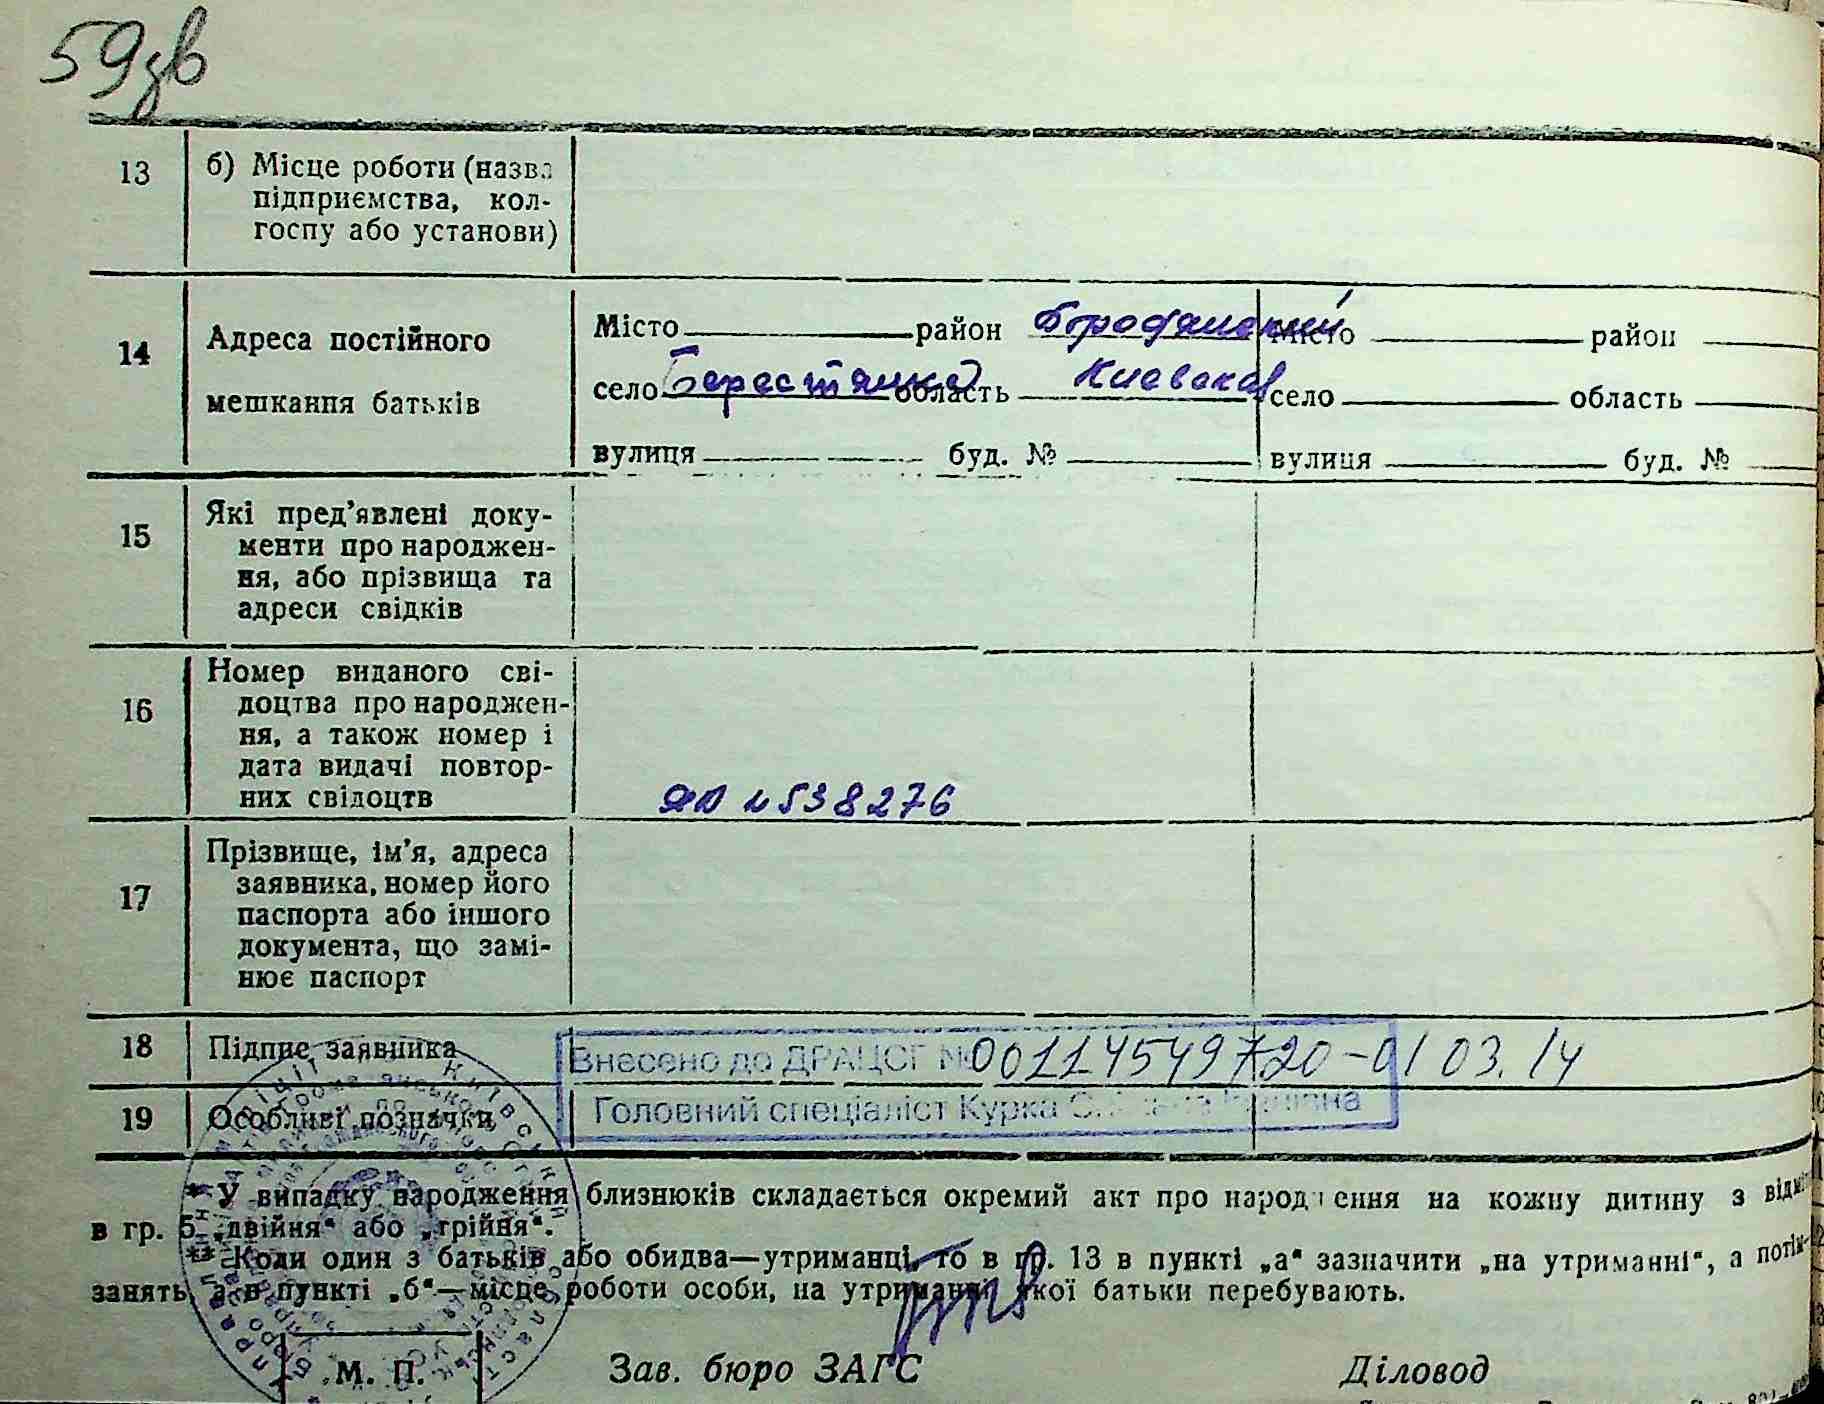 59зв
13 б) Місце роботи (назва
підприємства, кол-
госпу або установи)
14 Адреса постійного
мешкання батьків
Місто район Бородянский Місто район
село Берестянка область Киевская село область
вулиця буд. № вулиця буд. №
15 Які пред’явлені доку-
менти про народжен-
ня, або прізвища та
адреси свідків
16 Номер виданого сві-
доцтва про народжен-
ня, а також номер і
дата видачі повтор-
них свідоцтв
538276
17 Прізвище, ім’я, адреса
заявника, номер його
паспорта або іншого
документа, що замі-
нює паспорт
18 Підпис заявника Внесено до ДРАЦСГ № 00114549720-01 03.14
19 Особливі позначки Головний спеціаліст Курка
* У випадку народження близнюків складається окремий акт про народження на кожну дитину з відміт-
в гр. 5 „двійня“ або „трійня“.
** Коли один з батьків або обидва—утриманці, то в гр. 13 в пункті „а“ зазначити „на утриманні“, а потім
занять, а в пункті „б“—місце роботи особи, на утриманні якої батьки перебувають.
М. П. Зав. бюро ЗАГС Діловод